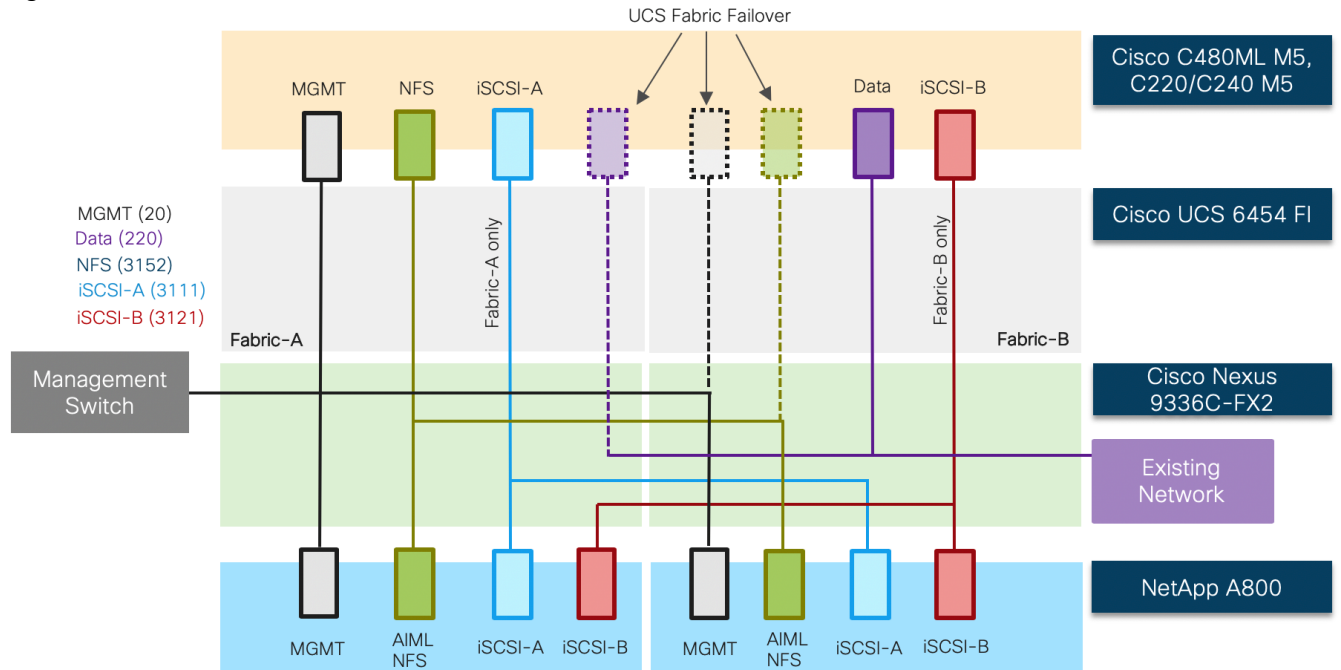 UCS Fabric Failover
MGMT
NFS
iSCSI-A
Data
iSCSI-B
Cisco C480ML M5,
C220/C240 M5
MGMT (20)
Data (220)
NFS (3152)
iSCSI-A (3111)
iSCSI-B (3121)
Fabric-A only
Fabric-B only
Cisco UCS 6454 FI
Fabric-A
Fabric-B
Management
Switch
Cisco Nexus
9336C-FX2
Existing
Network
NetApp A800
MGMT
AIML
NFS
iSCSI-A
iSCSI-B
MGMT
AIML
NFS
iSCSI-A
iSCSI-B